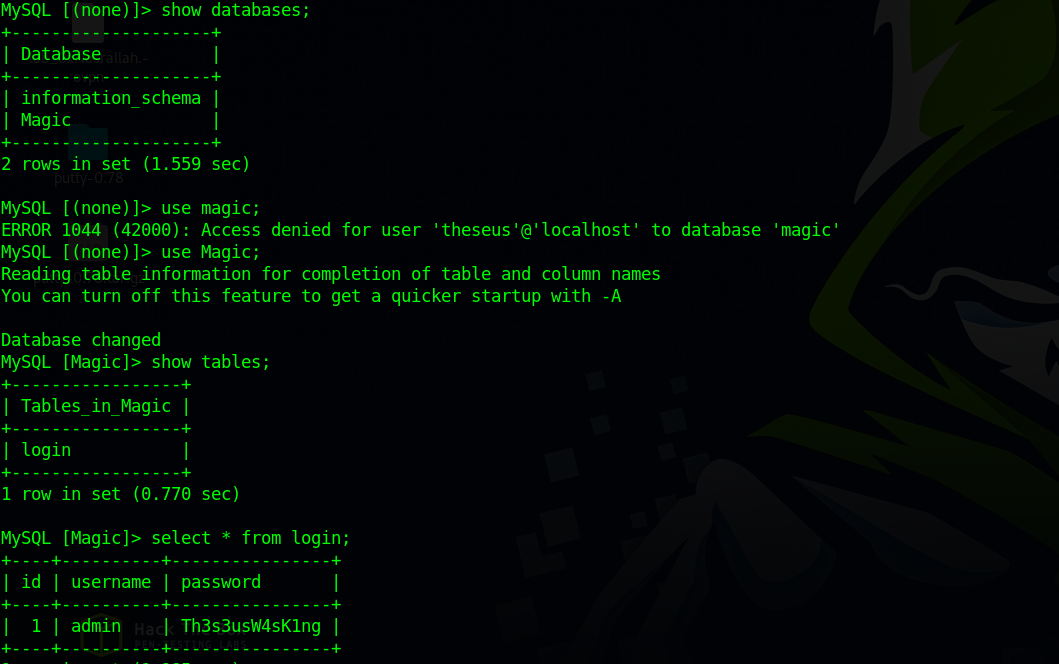 MySQL [(none)]> show databases;
+--------------------+
| Database           |
+--------------------+
| information_schema |
| Magic              |
+--------------------+
2 rows in set (1.559 sec)

MySQL [(none)]> use magic;
ERROR 1044 (42000): Access denied for user 'theseus'@'localhost' to database 'magic'
MySQL [(none)]> use Magic;
Reading table information for completion of table and column names
You can turn off this feature to get a quicker startup with -A

Database changed
MySQL [Magic]> show tables;
+-----------------+
| Tables_in_Magic |
+-----------------+
| login           |
+-----------------+
1 row in set (0.770 sec)

MySQL [Magic]> select * from login;
+----+----------+----------------+
| id | username | password       |
+----+----------+----------------+
|  1 | admin    | Th3s3usW4sK1ng |
+----+----------+----------------+
putty-0.78